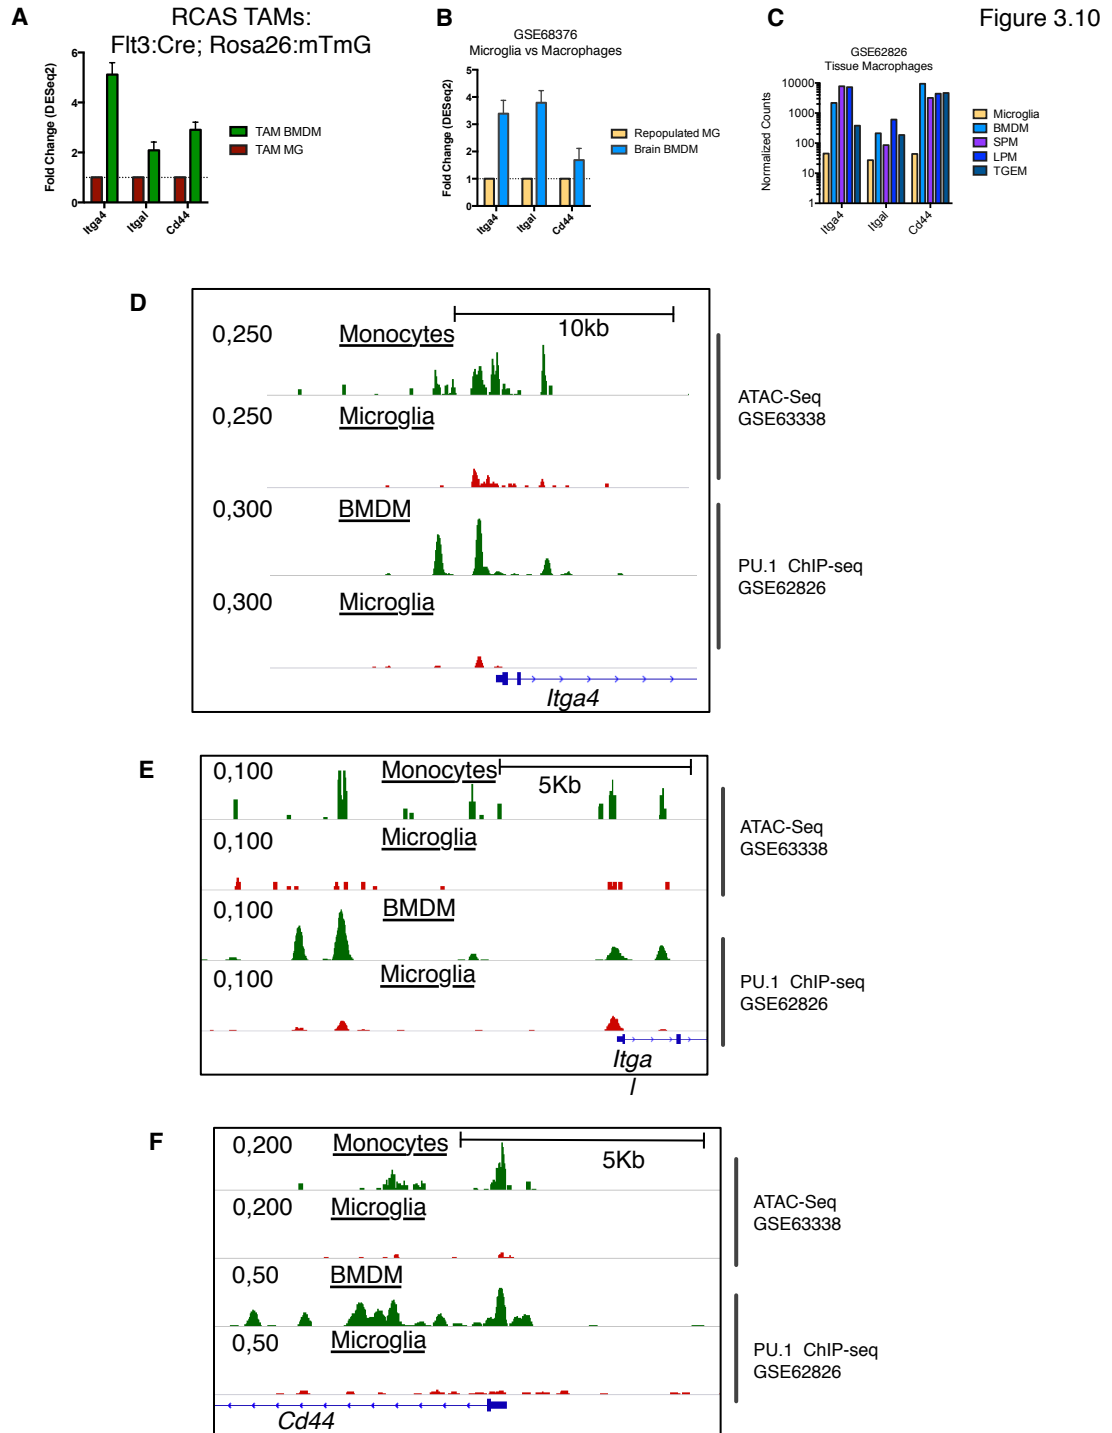 A
RCAS TAMs:
Flt3:Cre; Rosa26:mTmG
Fold Change (DESeq2)
6
4
2
0
Itga4
Itgal
Cd44
TAM BMDM
TAM MG
B
GSE68376
Microglia vs Macrophages
Fold Change (DESeq2)
5
4
3
2
1
0
Itga4
Itgal
Cd44
Repopulated MG
Brain BMDM
C
Figure 3.10
GSE62826
Tissue Macrophages
Normalized Counts
10000
1000
100
10
1
Itga4
Itgal
Cd44
Microglia
BMDM
SPM
LPM
TGEM
D
10kb
0,250 Monocytes
0,250 Microglia
ATAC-Seq
GSE63338
0,300 BMDM
0,300 Microglia
PU.1 ChIP-seq
GSE62826
Itga4
E
0,100 Monocytes
5Kb
0,100 Microglia
ATAC-Seq
GSE63338
0,100 BMDM
0,100 Microglia
PU.1 ChIP-seq
GSE62826
Itga
l
F
0,200 Monocytes
5Kb
0,200 Microglia
ATAC-Seq
GSE63338
0,50 BMDM
0,50 Microglia
PU.1 ChIP-seq
GSE62826
Cd44